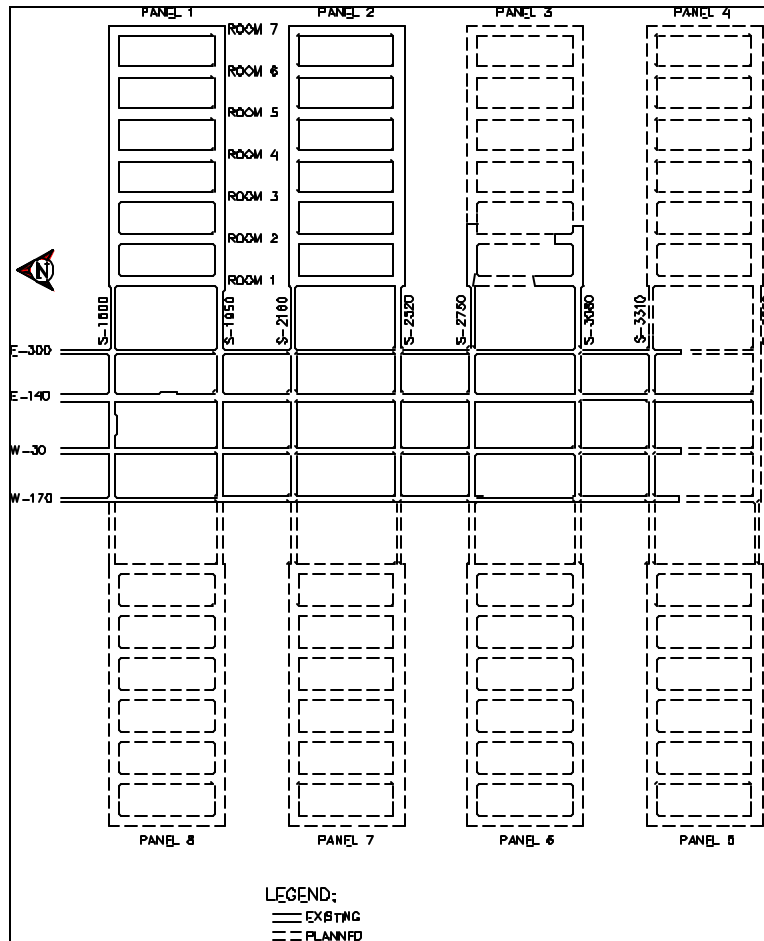 PANEL 1
PANEL 2
PANEL 3
PANEL 4
ROOM 7
ROOM 6
ROOM 5
ROOM 4
ROOM 3
ROOM 2
ROOM 1
N
S-1600
S-1950
S-2180
S-2520
S-2750
S-3080
S-3310
E-300
E-140
W-30
W-170
PANEL 8
PANEL 7
PANEL 6
PANEL 5
LEGEND:
EXISTING
PLANNED